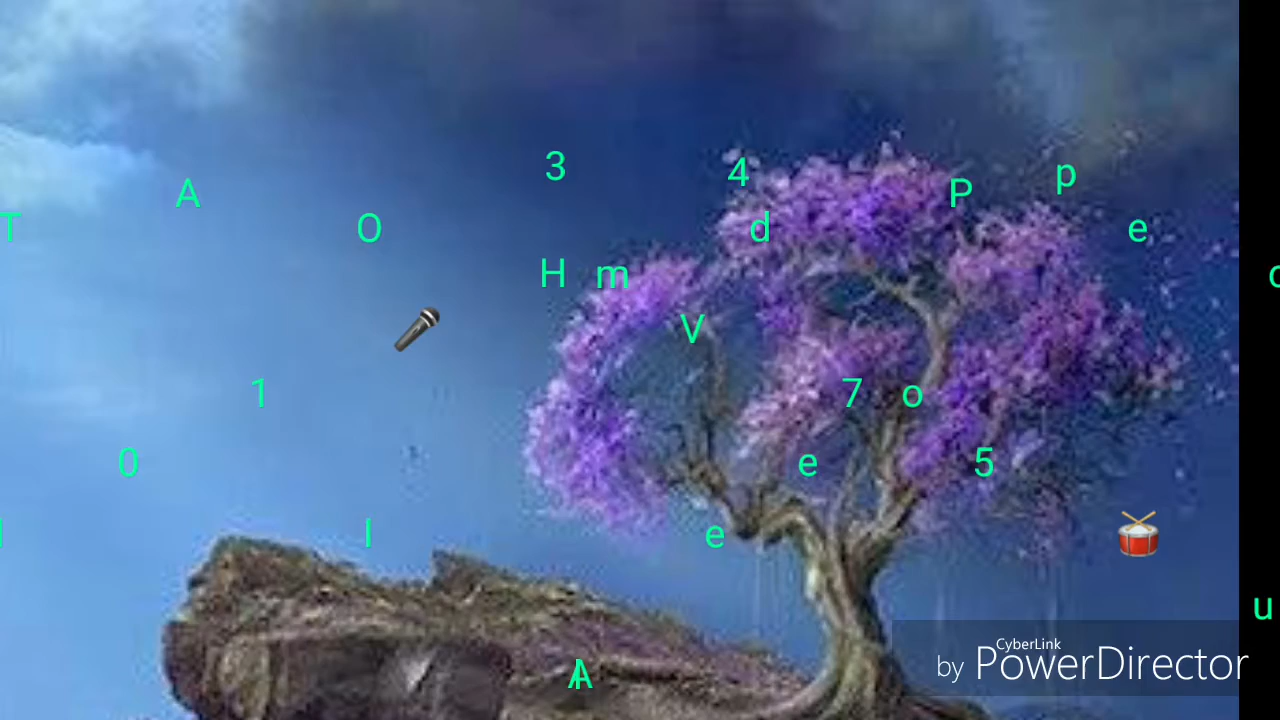 3 4 P p
A
T O d e
H m
V
1 7 o
0 e 5
l e
u
A
CyberLink
by PowerDirector